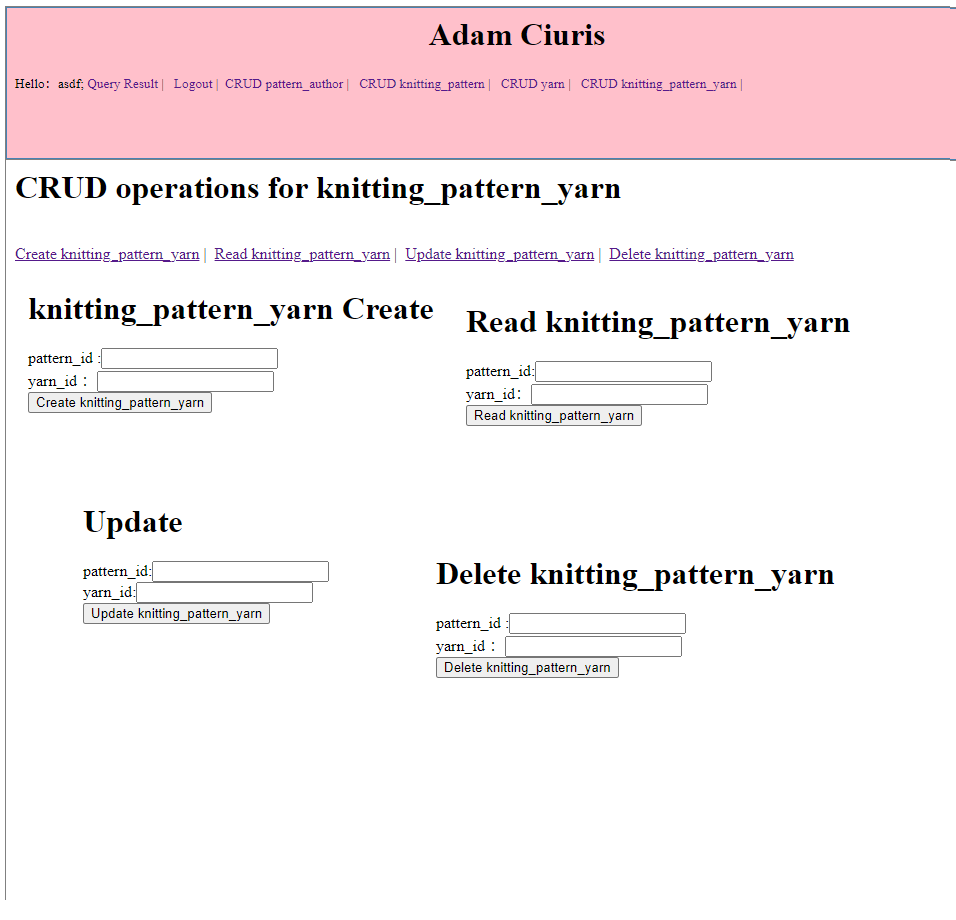 Adam Ciuris
Hello: asdf; Query Result | Logout | CRUD pattern_author | CRUD knitting_pattern | CRUD yarn | CRUD knitting_pattern_yarn |
CRUD operations for knitting_pattern_yarn
Create knitting_pattern_yarn | Read knitting_pattern_yarn | Update knitting_pattern_yarn | Delete knitting_pattern_yarn
knitting_pattern_yarn Create
pattern_id :
yarn_id :
Create knitting_pattern_yarn
Read knitting_pattern_yarn
pattern_id:
yarn_id:
Read knitting_pattern_yarn
Update
pattern_id:
yarn_id:
Update knitting_pattern_yarn
Delete knitting_pattern_yarn
pattern_id :
yarn_id :
Delete knitting_pattern_yarn